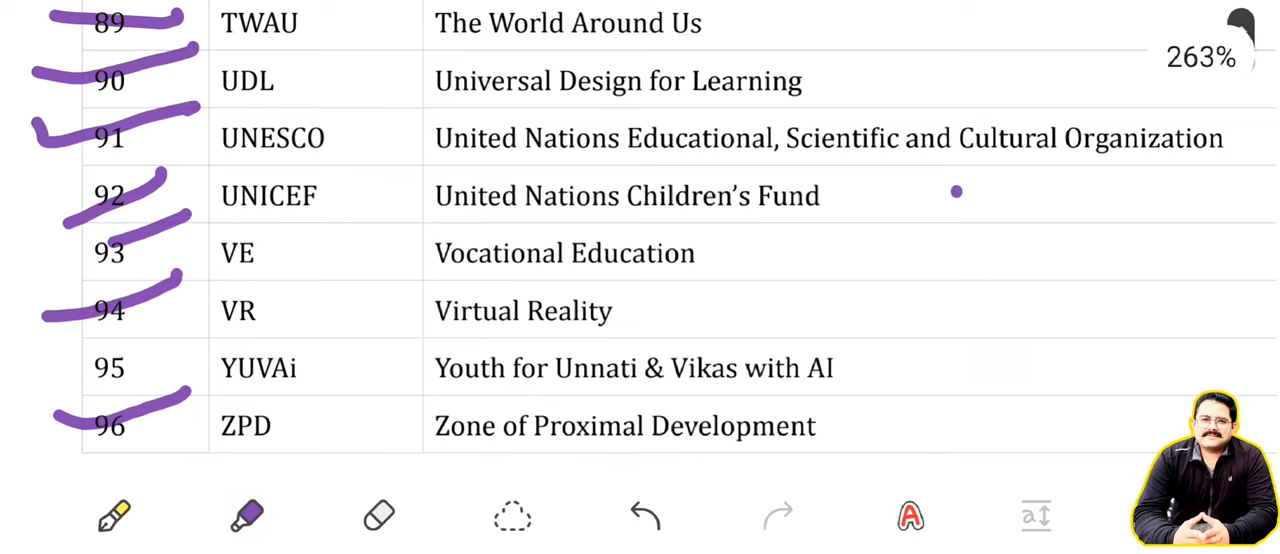 89 TWAU The World Around Us
263%
90 UDL Universal Design for Learning
91 UNESCO United Nations Educational, Scientific and Cultural Organization
92 UNICEF United Nations Children's Fund
93 VE Vocational Education
94 VR Virtual Reality
95 YUVAi Youth for Unnati & Vikas with AI
96 ZPD Zone of Proximal Development
A a